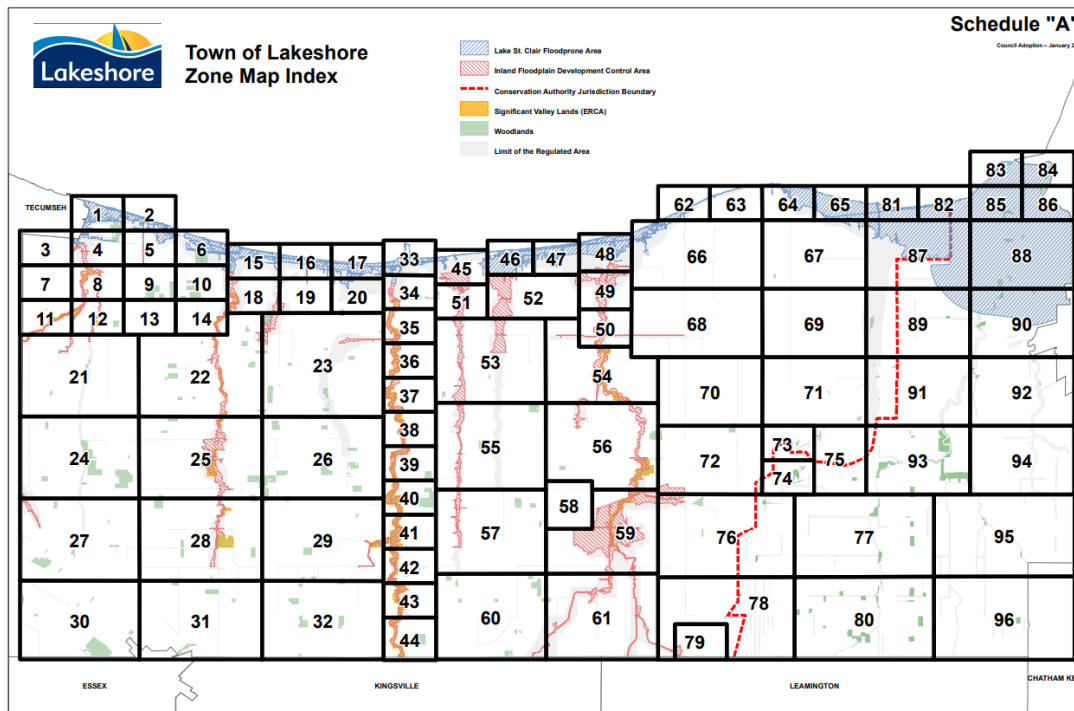 Lakeshore
Town of Lakeshore
Zone Map Index
Schedule "A"
Council Adoption – January 2
Lake St. Clair Floodprone Area
Inland Floodplain Development Control Area
Conservation Authority Jurisdiction Boundary
Significant Valley Lands (ERCA)
Woodlands
Limit of the Regulated Area
83 84
TECUMSEH
1 2
62 63 64 65 81 82 85 86
3 4 5 6
15 16 17
33
45 46 47 48
66 67 87 88
7 8 9 10
18 19 20
34
51 52 49
11 12 13 14
35
50
68 69 89 90
21 22 23
36
53 54
37
70 71 91 92
38
24 25 26
39
55 56
72 73 74 75 93 94
40
58
27 28 29
41
57 59
76 77 95
42
30 31 32
43
44
60 61
78 79 80 96
ESSEX
KINGSVILLE
LEAMINGTON
CHATHAM KE